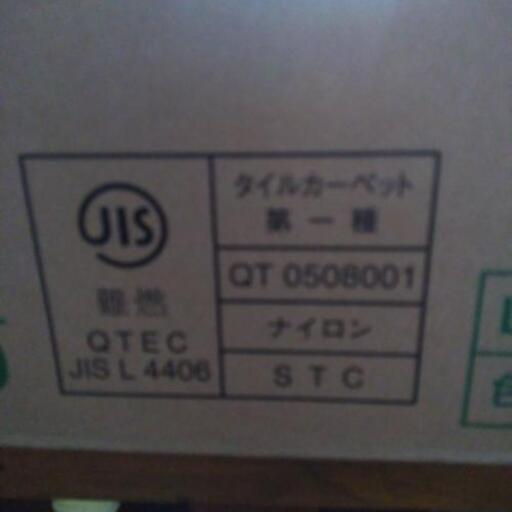 JIS
難燃
QTEC
JIS L 4406
タイルカーペット
第一種
QT 0508001
ナイロン
STC